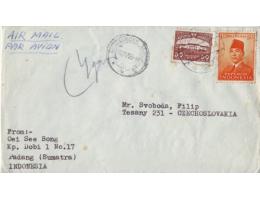 AIR MAIL
PAR AVION
Mr. Svoboda, Filip
Tesany 231 - CZECHOSLOVAKIA
From:-
Oei See Bong
Kp. Dobi 1 No.17
Padang (Sumatra)
INDONESIA
INDONESIA